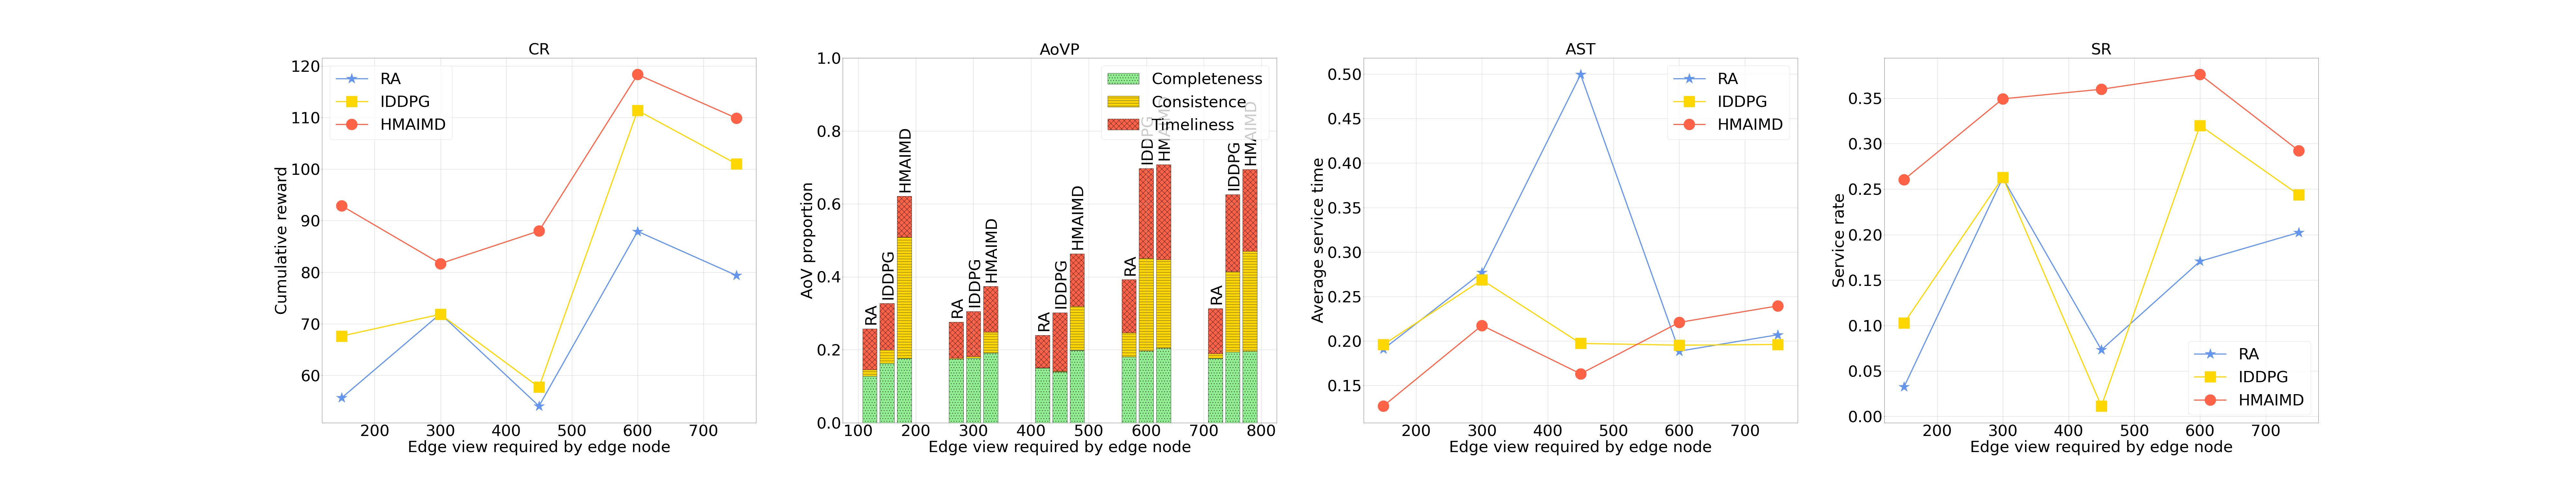 CR
120
110
100
90
80
70
60
Cumulative reward
RA
IDDPG
HMAIMD
200
300
400
500
600
700
Edge view required by edge node
AoVP
1.0
0.8
0.6
0.4
0.2
0.0
AoV proportion
Completeness
Consistence
Timeliness
RA
IDDPG
HMAIMD
RA
IDDPG
HMAIMD
RA
IDDPG
HMAIMD
RA
IDDPG
HMAIMD
RA
IDDPG
HMAIMD
100
200
300
400
500
600
700
800
Edge view required by edge node
AST
0.50
0.45
0.40
0.35
0.30
0.25
0.20
0.15
Average service time
RA
IDDPG
HMAIMD
200
300
400
500
600
700
Edge view required by edge node
SR
0.35
0.30
0.25
0.20
0.15
0.10
0.05
0.00
Service rate
RA
IDDPG
HMAIMD
200
300
400
500
600
700
Edge view required by edge node